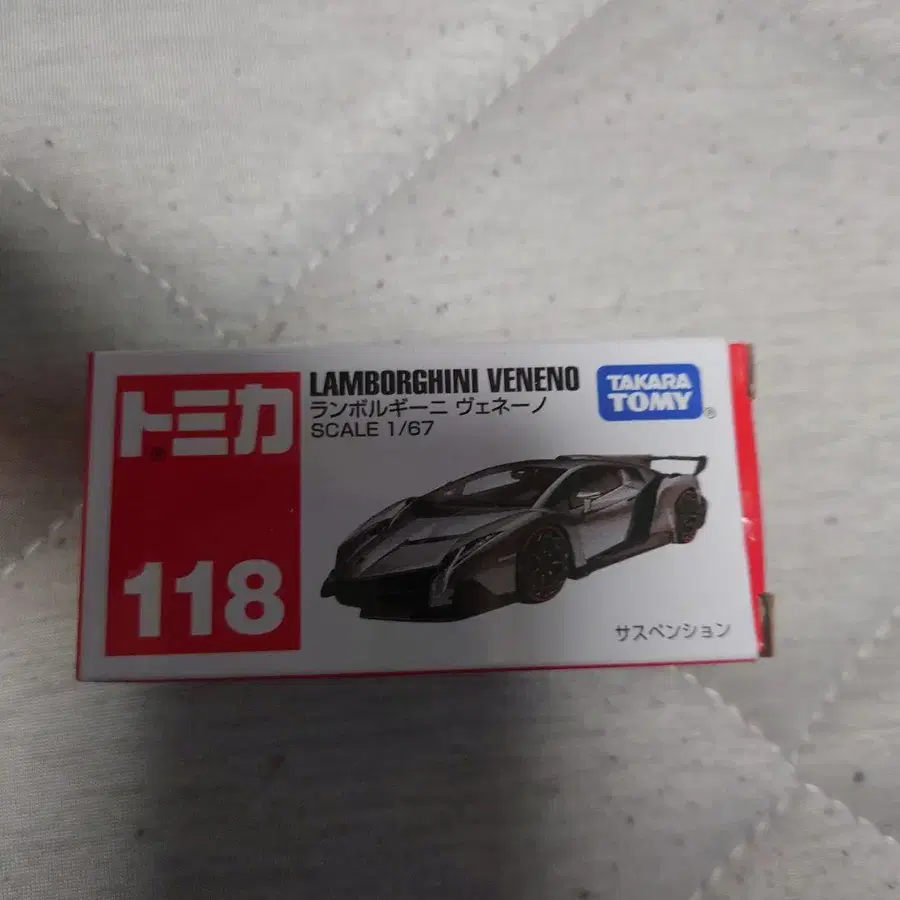 トミカ®
118
LAMBORGHINI VENENO
ランボルギーニ ヴェネーノ
SCALE 1/67
TAKARA
TOMY®
サスペンション